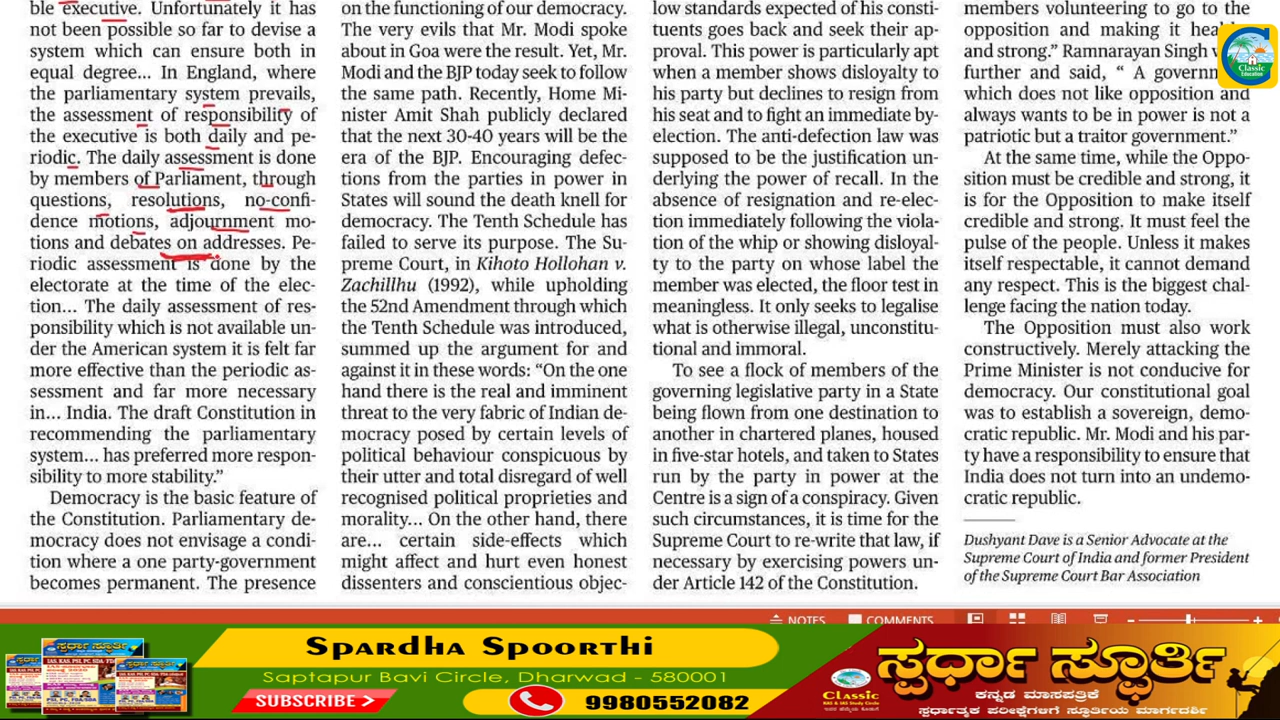 ble executive. Unfortunately it has
not been possible so far to devise a
system which can ensure both in
equal degree... In England, where
the parliamentary system prevails,
the assessment of responsibility of
the executive is both daily and pe-
riodic. The daily assessment is done
by members of Parliament, through
questions, resolutions, no-confi-
dence motions, adjournment mo-
tions and debates on addresses. Pe-
riodic assessment is done by the
electorate at the time of the elec-
tion... The daily assessment of res-
ponsibility which is not available un-
der the American system it is felt far
more effective than the periodic as-
sessment and far more necessary
in... India. The draft Constitution in
recommending the parliamentary
system... has preferred more respon-
sibility to more stability.”
Democracy is the basic feature of
the Constitution. Parliamentary de-
mocracy does not envisage a condi-
tion where a one party-government
becomes permanent. The presence
on the functioning of our democracy.
The very evils that Mr. Modi spoke
about in Goa were the result. Yet, Mr.
Modi and the BJP today seek to follow
the same path. Recently, Home Mi-
nister Amit Shah publicly declared
that the next 30-40 years will be the
era of the BJP. Encouraging defec-
tions from the parties in power in
States will sound the death knell for
democracy. The Tenth Schedule has
failed to serve its purpose. The Su-
preme Court, in Kihoto Hollohan v.
Zachillhu (1992), while upholding
the 52nd Amendment through which
the Tenth Schedule was introduced,
summed up the argument for and
against it in these words: “On the one
hand there is the real and imminent
threat to the very fabric of Indian de-
mocracy posed by certain levels of
political behaviour conspicuous by
their utter and total disregard of well
recognised political proprieties and
morality... On the other hand, there
are... certain side-effects which
might affect and hurt even honest
dissenters and conscientious objec-
low standards expected of his consti-
tuents goes back and seek their ap-
proval. This power is particularly apt
when a member shows disloyalty to
his party but declines to resign from
his seat and to fight an immediate by-
election. The anti-defection law was
supposed to be the justification un-
derlying the power of recall. In the
absence of resignation and re-elec-
tion immediately following the viola-
tion of the whip or showing disloyal-
ty to the party on whose label the
member was elected, the floor test in
meaningless. It only seeks to legalise
what is otherwise illegal, unconstitu-
tional and immoral.
To see a flock of members of the
governing legislative party in a State
being flown from one destination to
another in chartered planes, housed
in five-star hotels, and taken to States
run by the party in power at the
Centre is a sign of a conspiracy. Given
such circumstances, it is time for the
Supreme Court to re-write that law, if
necessary by exercising powers un-
der Article 142 of the Constitution.
members volunteering to go to the
opposition and making it
and strong.” Ramnarayan Singh
further and said, “ A
which does not like opposition and
always wants to be in power is not a
patriotic but a traitor government.”
At the same time, while the Oppo-
sition must be credible and strong, it
is for the Opposition to make itself
credible and strong. It must feel the
pulse of the people. Unless it makes
itself respectable, it cannot demand
any respect. This is the biggest chal-
lenge facing the nation today.
The Opposition must also work
constructively. Merely attacking the
Prime Minister is not conducive for
democracy. Our constitutional goal
was to establish a sovereign, demo-
cratic republic. Mr. Modi and his par-
ty have a responsibility to ensure that
India does not turn into an undemo-
cratic republic.
Dushyant Dave is a Senior Advocate at the
Supreme Court of India and former President
of the Supreme Court Bar Association
Classic
Education
NOTES COMMENTS
Spardha Spoorthi
Saptapur Bavi Circle, Dharwad - 580001
SUBSCRIBE 9980552082
Classic
ಸ್ಪರ್ಧಾ ಸ್ಫೂರ್ತಿ
ಕನ್ನಡ ಮಾಸಪತ್ರಿಕೆ
ಸ್ಪರ್ಧಾತ್ಮಕ ಪರೀಕ್ಷೆಗಳಿಗೆ ಸ್ಫೂರ್ತಿಯ ಮಾರ್ಗದರ್ಶಿ